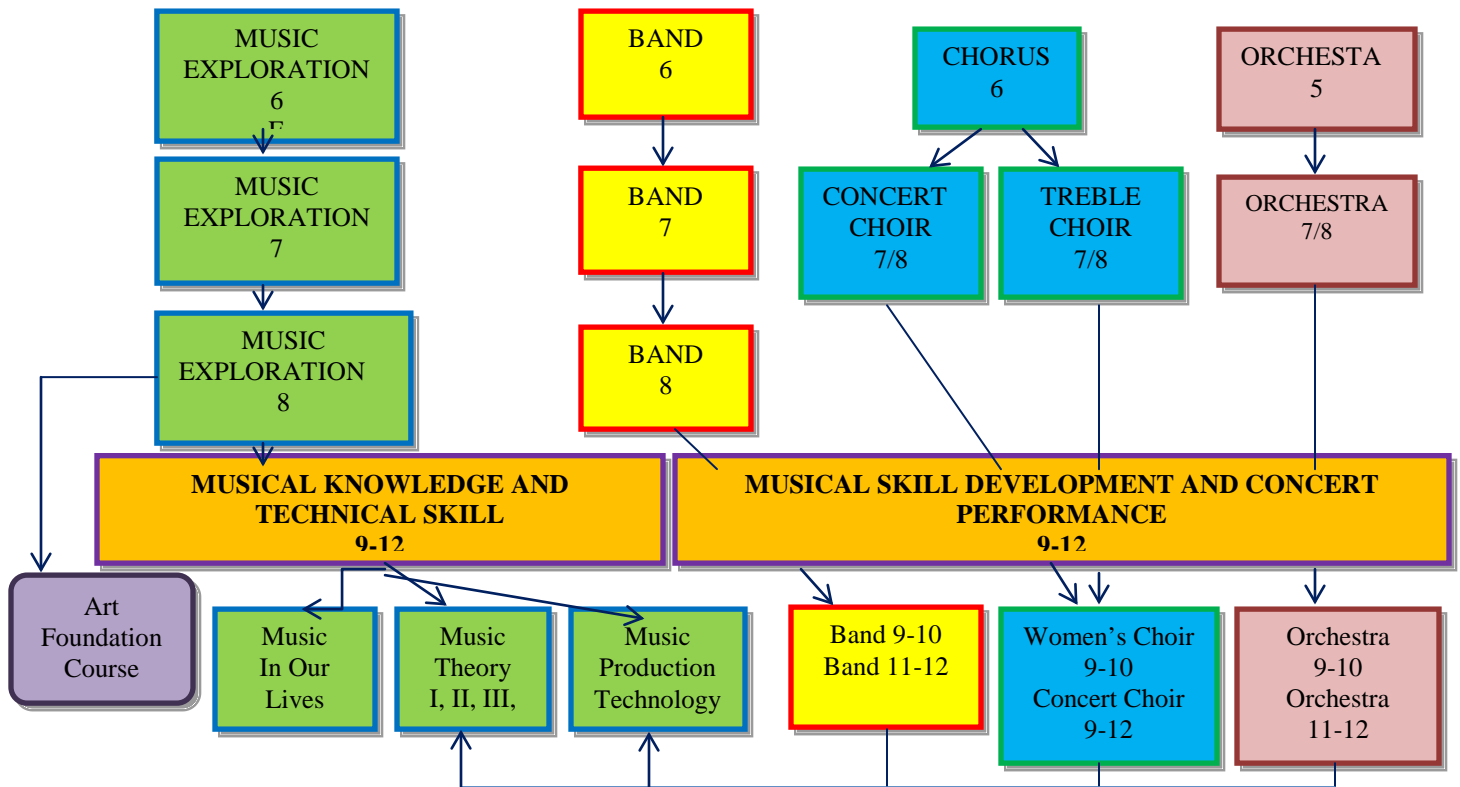 MUSIC
EXPLORATION
6
BAND
6
CHORUS
6
ORCHESTA
5
MUSIC
EXPLORATION
7
BAND
7
CONCERT
CHOIR
7/8
TREBLE
CHOIR
7/8
ORCHESTRA
7/8
MUSIC
EXPLORATION
8
BAND
8
MUSICAL KNOWLEDGE AND
TECHNICAL SKILL
9-12
MUSICAL SKILL DEVELOPMENT AND CONCERT
PERFORMANCE
9-12
Art
Foundation
Course
Music
In Our
Lives
Music
Theory
I, II, III,
Music
Production
Technology
Band 9-10
Band 11-12
Women’s Choir
9-10
Concert Choir
9-12
Orchestra
9-10
Orchestra
11-12